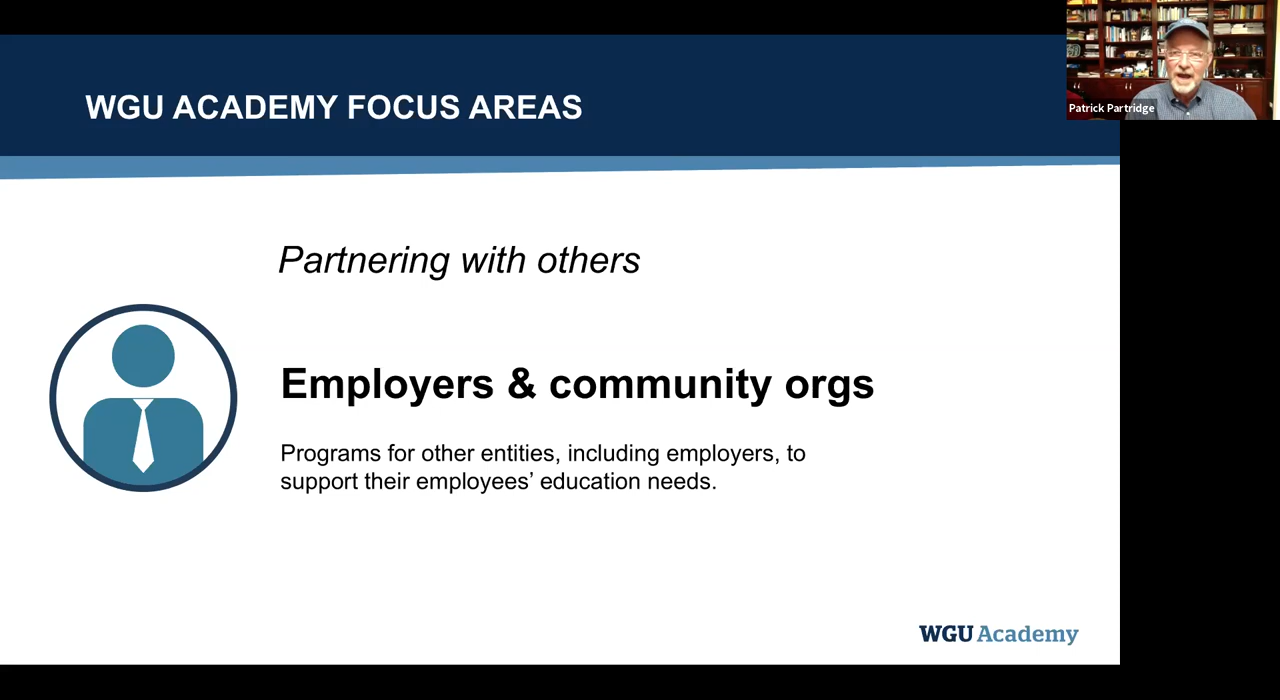 WGU ACADEMY FOCUS AREAS
Patrick Partridge
Partnering with others
Employers & community orgs
Programs for other entities, including employers, to
support their employees’ education needs.
WGU Academy